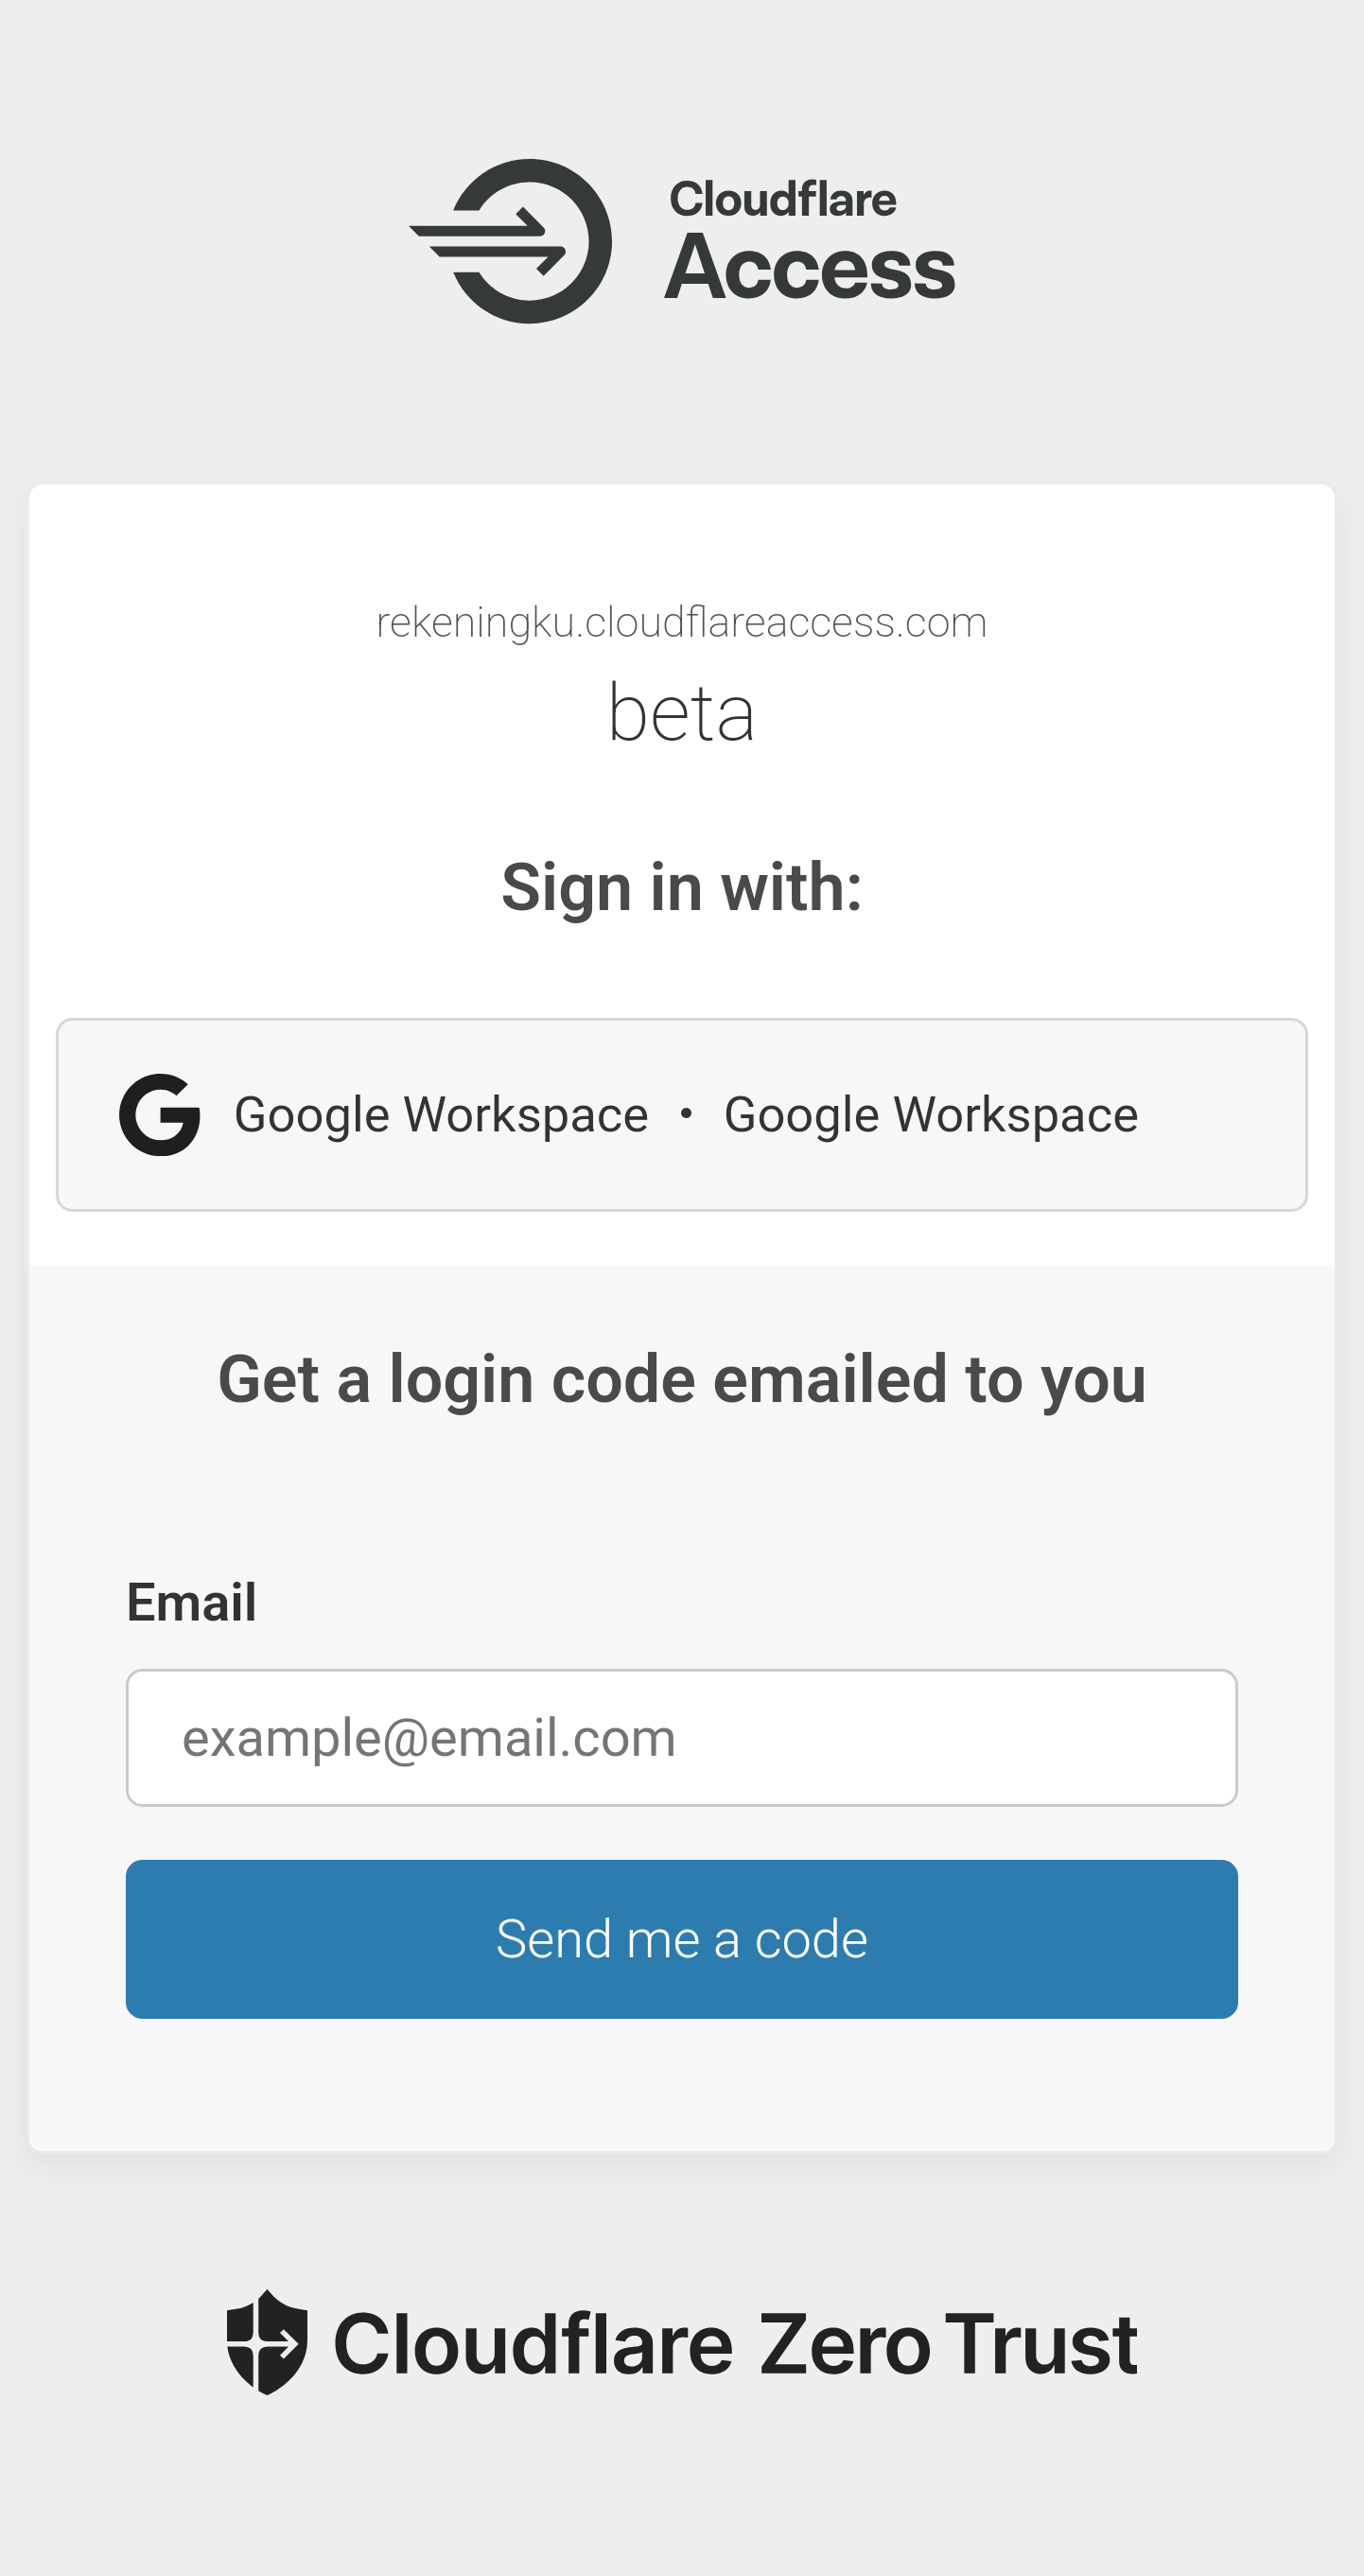 Cloudflare
Access
rekeningku.cloudflareaccess.com
beta
Sign in with:
Google Workspace • Google Workspace
Get a login code emailed to you
Email
example@email.com
Send me a code
Cloudflare Zero Trust